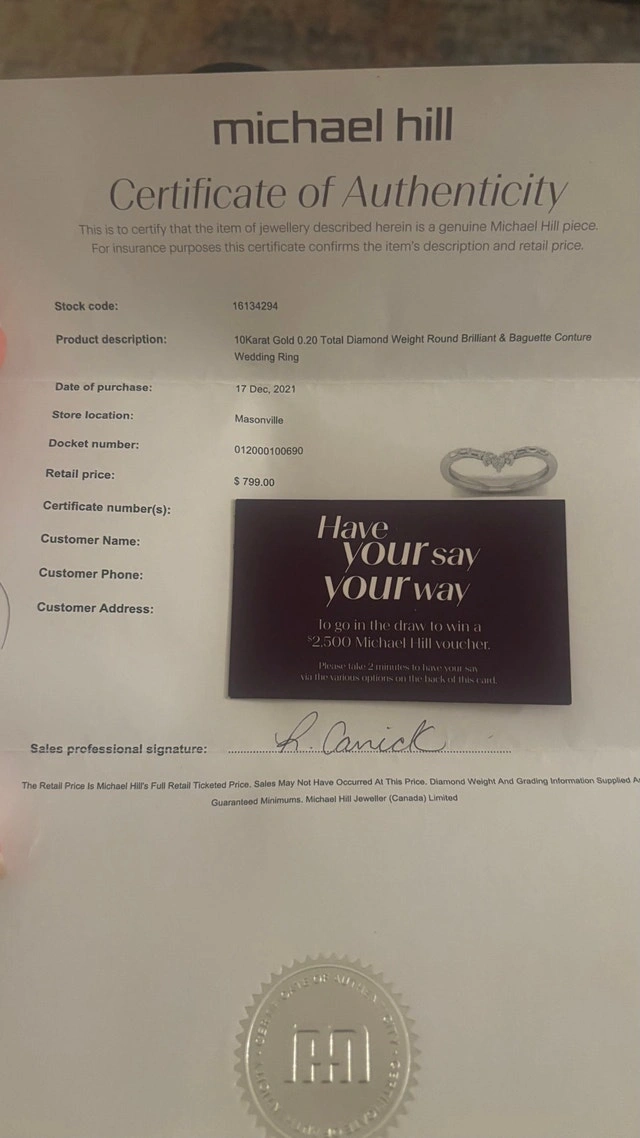 michael hill
Certificate of Authenticity
This is to certify that the item of jewellery described herein is a genuine Michael Hill piece.
For insurance purposes this certificate confirms the item's description and retail price.
Stock code: 16134294
Product description: 10Karat Gold 0.20 Total Diamond Weight Round Brilliant & Baguette Conture
Wedding Ring
Date of purchase: 17 Dec, 2021
Store location: Masonville
Docket number: 012000100690
Retail price: $ 799.00
Certificate number(s):
Customer Name:
Customer Phone:
Customer Address:
Have
your say
your way
To go in the draw to win a
$2,500 Michael Hill voucher.
Please take 2 minutes to have your say
via the various options on the back of this card.
Sales professional signature: R. Carrick
The Retail Price Is Michael Hill's Full Retail Ticketed Price. Sales May Not Have Occurred At This Price. Diamond Weight And Grading Information Supplied
Guaranteed Minimums. Michael Hill Jeweller (Canada) Limited